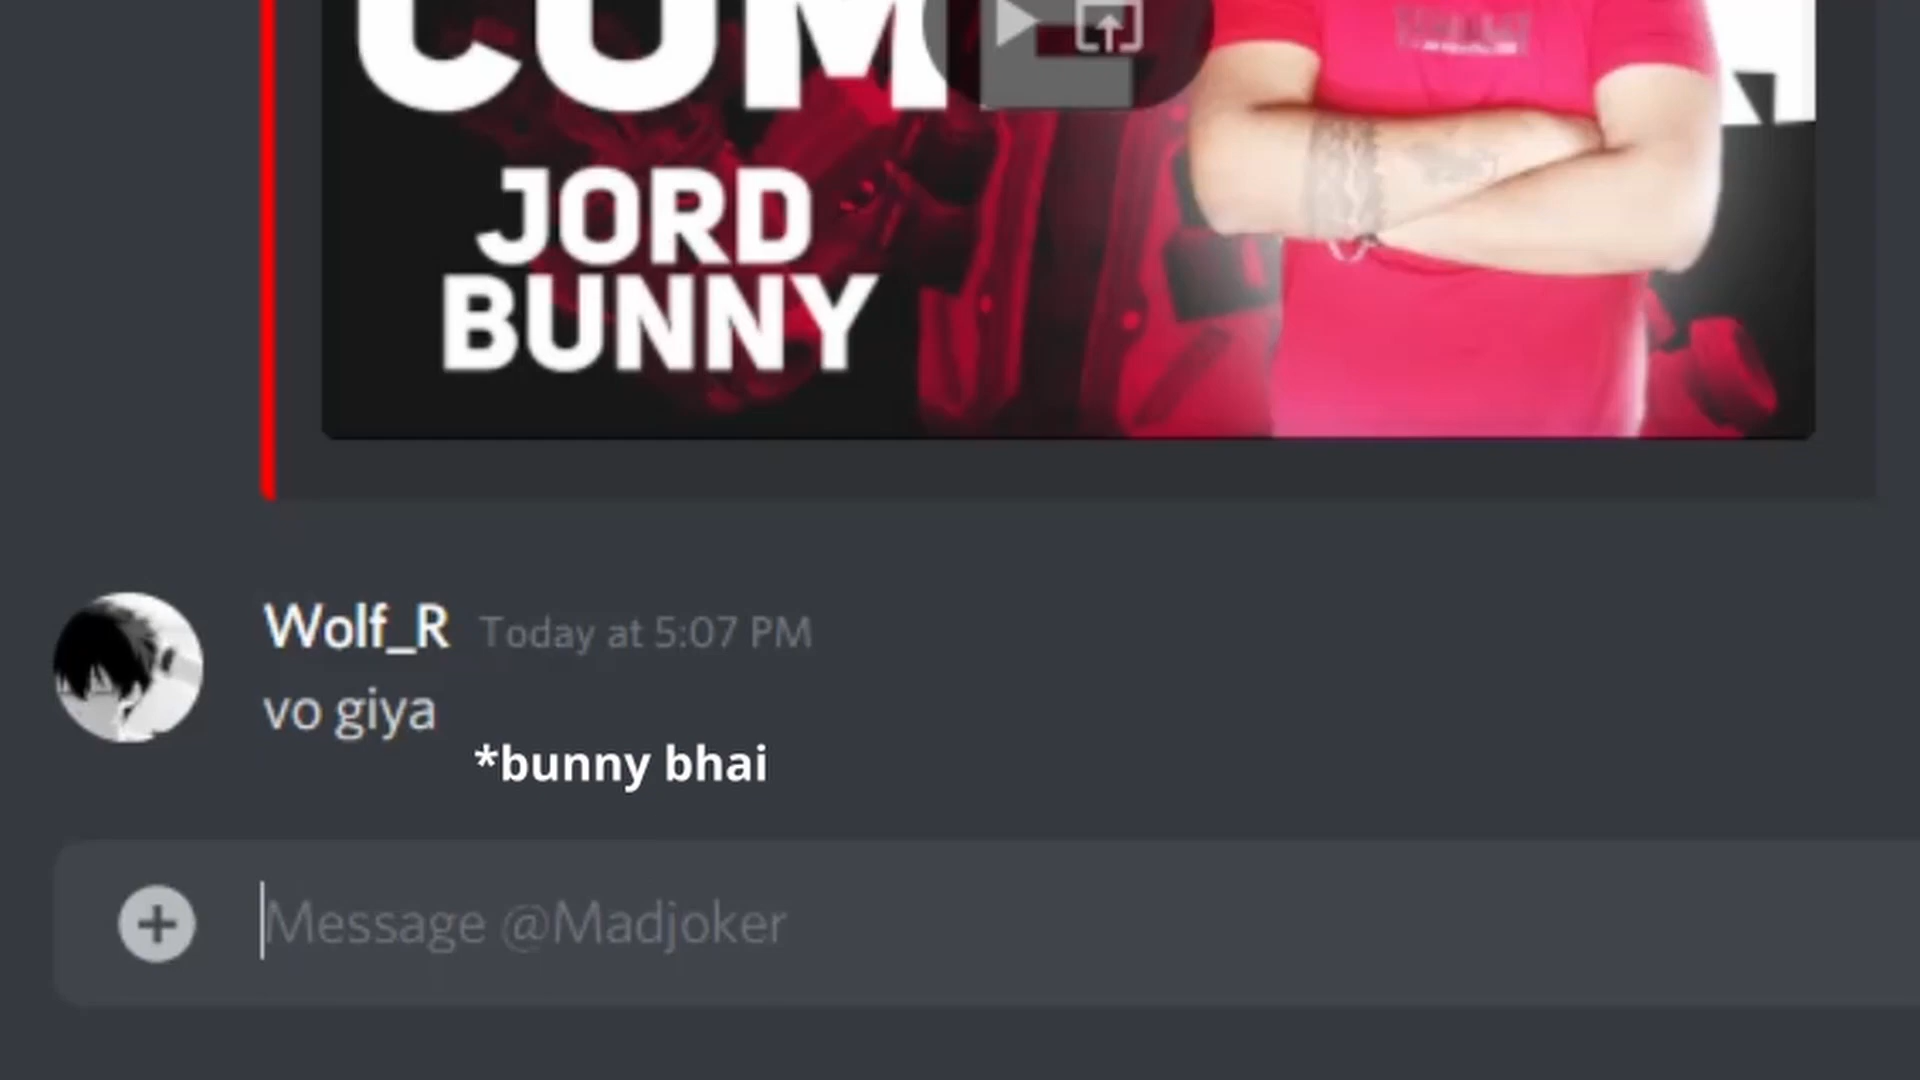 COM
JORD
BUNNY
Wolf_R Today at 5:07 PM
vo giya
*bunny bhai
Message @Madjoker